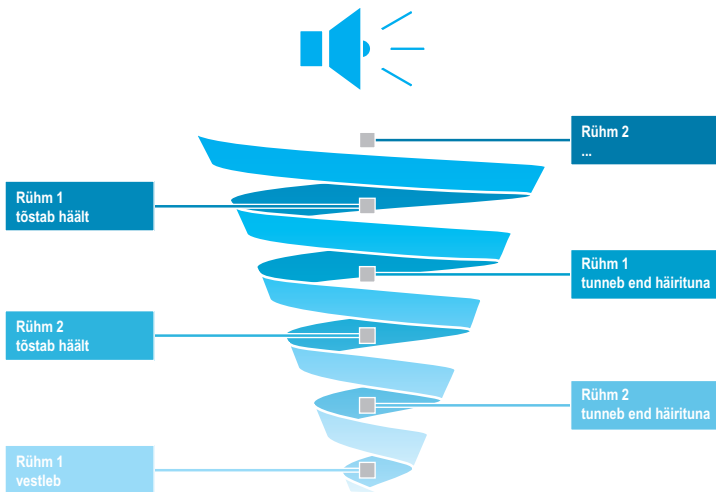 Rühm 2
...
Rühm 1
tõstab häält
Rühm 1
tunneb end häirituna
Rühm 2
tõstab häält
Rühm 2
tunneb end häirituna
Rühm 1
vestleb